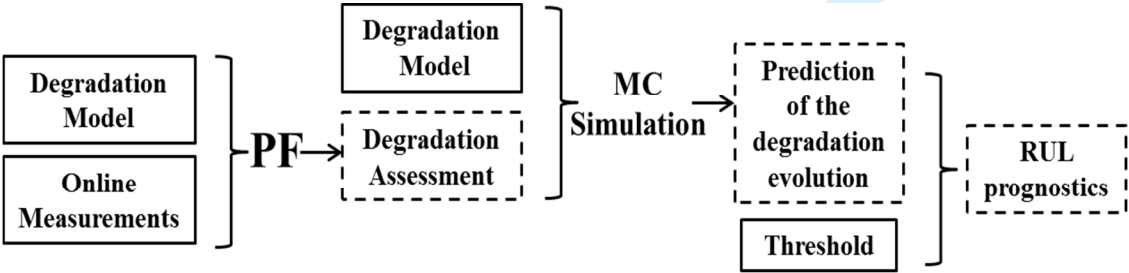 Degradation
Model
Online
Measurements
PF
Degradation
Model
Degradation
Assessment
MC
Simulation
Prediction
of the
degradation
evolution
Threshold
RUL
prognostics